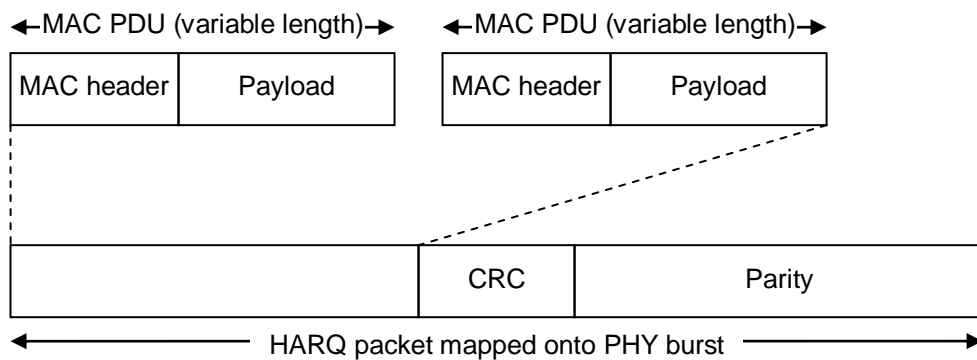 MAC PDU (variable length)
MAC PDU (variable length)
MAC header
Payload
MAC header
Payload
CRC
Parity
HARQ packet mapped onto PHY burst